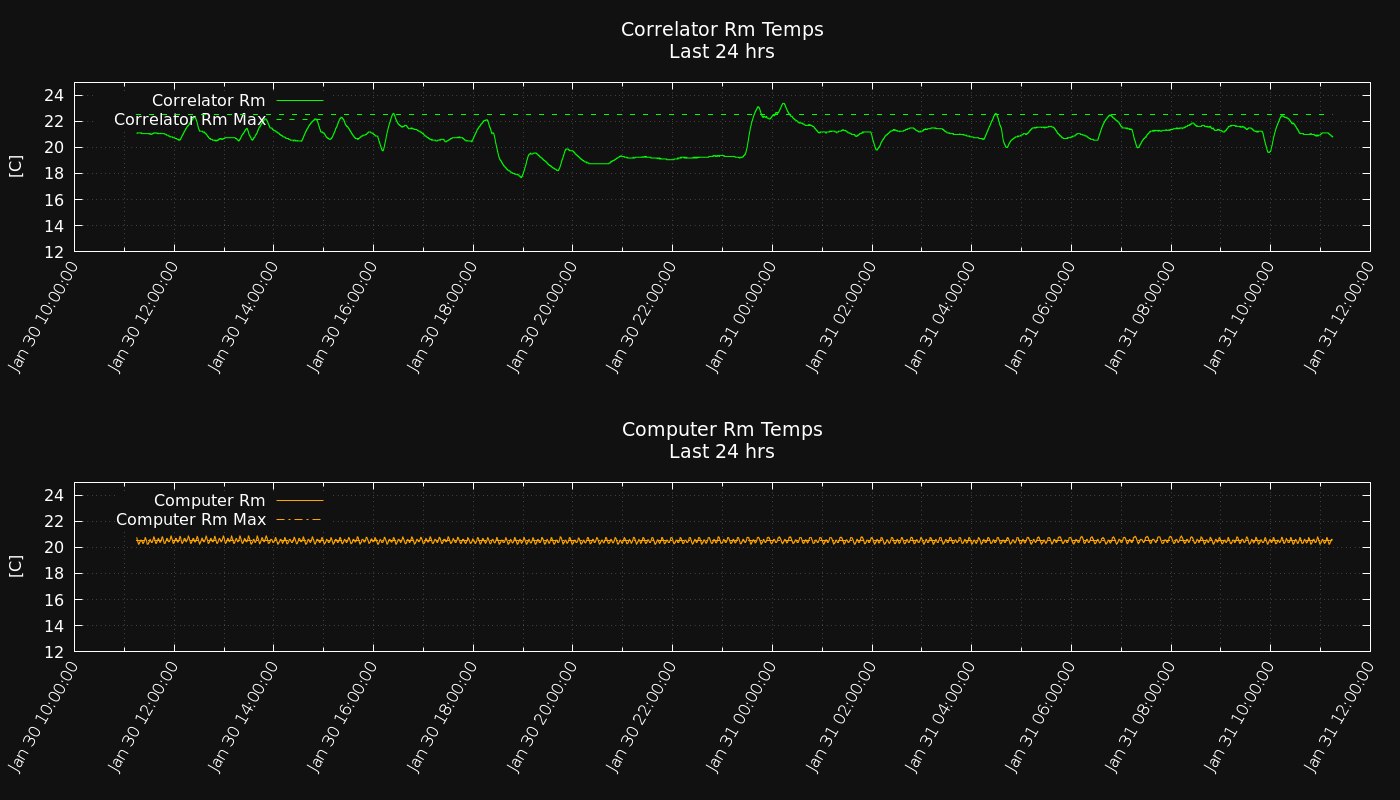 Correlator Rm Temps
Last 24 hrs
24
22
20
18
16
14
12
[C]
Correlator Rm
Correlator Rm Max
Jan 30 10:00:00
Jan 30 12:00:00
Jan 30 14:00:00
Jan 30 16:00:00
Jan 30 18:00:00
Jan 30 20:00:00
Jan 30 22:00:00
Jan 31 00:00:00
Jan 31 02:00:00
Jan 31 04:00:00
Jan 31 06:00:00
Jan 31 08:00:00
Jan 31 10:00:00
Jan 31 12:00:00
Computer Rm Temps
Last 24 hrs
24
22
20
18
16
14
12
[C]
Computer Rm
Computer Rm Max
Jan 30 10:00:00
Jan 30 12:00:00
Jan 30 14:00:00
Jan 30 16:00:00
Jan 30 18:00:00
Jan 30 20:00:00
Jan 30 22:00:00
Jan 31 00:00:00
Jan 31 02:00:00
Jan 31 04:00:00
Jan 31 06:00:00
Jan 31 08:00:00
Jan 31 10:00:00
Jan 31 12:00:00